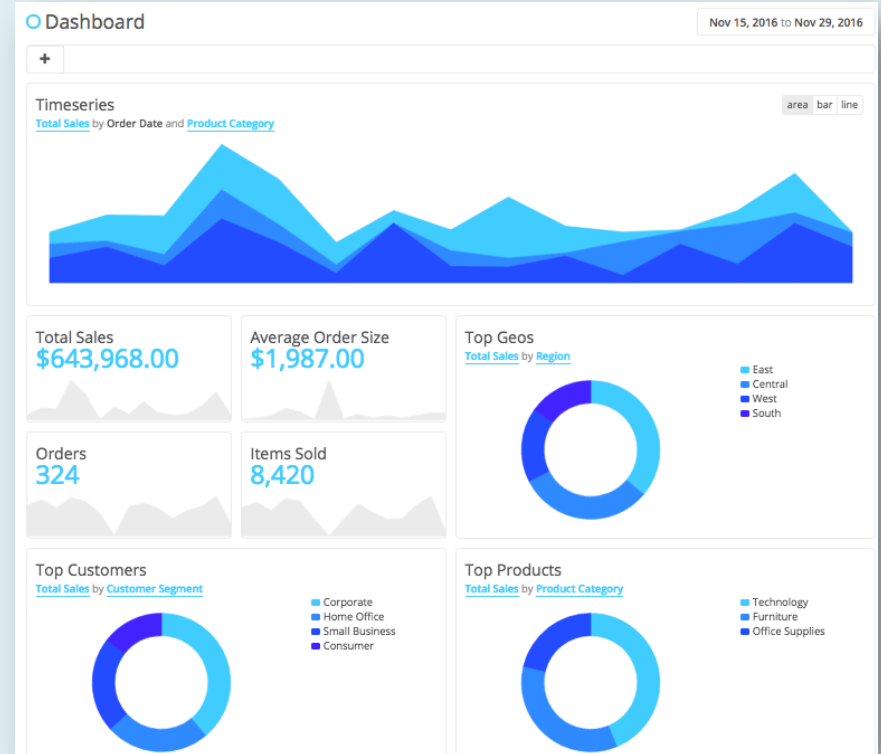 Dashboard
Nov 15, 2016 to Nov 29, 2016
+
Timeseries
area bar line
Total Sales by Order Date and Product Category
Total Sales
$643,968.00
Average Order Size
$1,987.00
Top Geos
Total Sales by Region
East
Central
West
South
Orders
324
Items Sold
8,420
Top Customers
Total Sales by Customer Segment
Corporate
Home Office
Small Business
Consumer
Top Products
Total Sales by Product Category
Technology
Furniture
Office Supplies